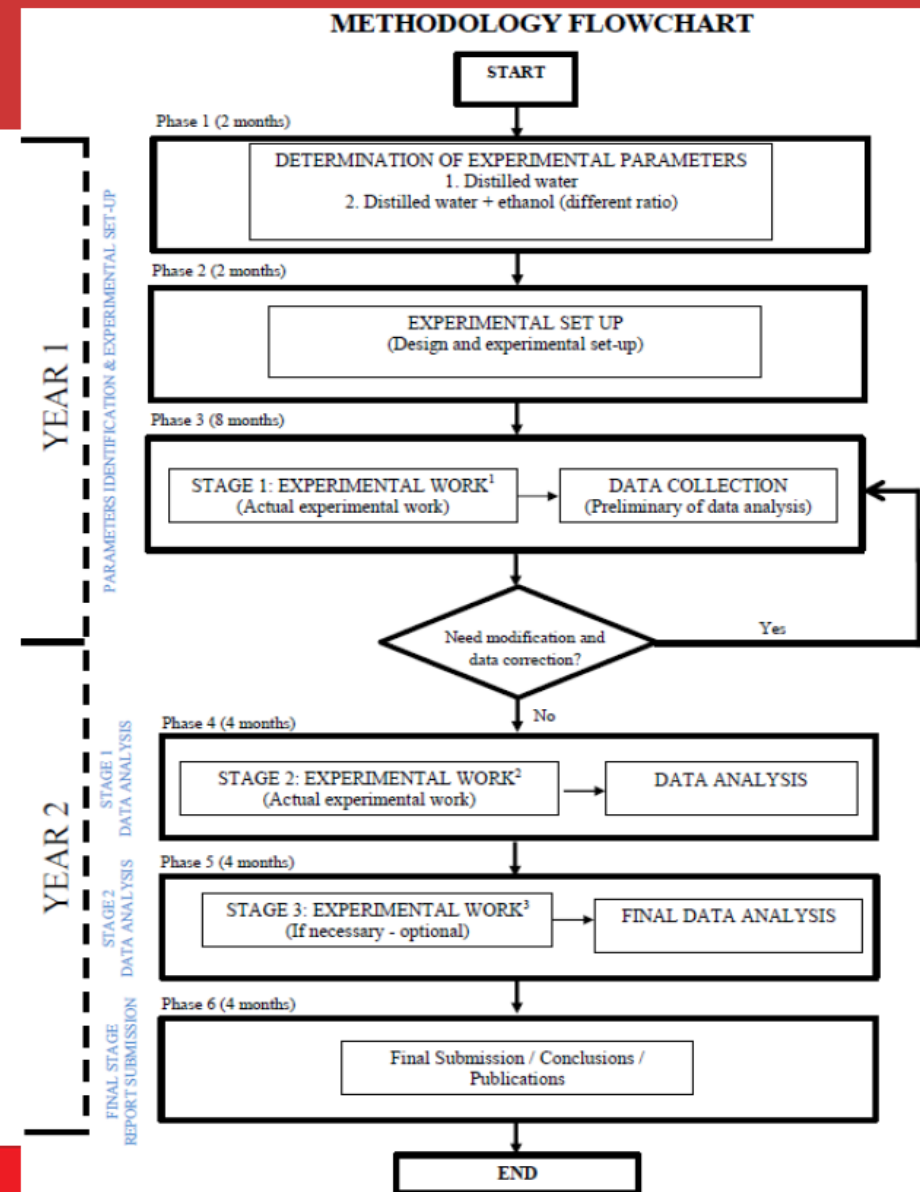 METHODOLOGY FLOWCHART
START
Phase 1 (2 months)
DETERMINATION OF EXPERIMENTAL PARAMETERS
1. Distilled water
2. Distilled water + ethanol (different ratio)
Phase 2 (2 months)
EXPERIMENTAL SET UP
(Design and experimental set-up)
YEAR 1
PARAMETERS IDENTIFICATION & EXPERIMENTAL SET-UP
Phase 3 (8 months)
STAGE 1: EXPERIMENTAL WORK¹
(Actual experimental work)
DATA COLLECTION
(Preliminary of data analysis)
Need modification and
data correction?
Yes
No
YEAR 2
Phase 4 (4 months)
STAGE 1
DATA ANALYSIS
STAGE 2: EXPERIMENTAL WORK²
(Actual experimental work)
DATA ANALYSIS
Phase 5 (4 months)
STAGE 2
DATA ANALYSIS
STAGE 3: EXPERIMENTAL WORK³
(If necessary - optional)
FINAL DATA ANALYSIS
Phase 6 (4 months)
FINAL STAGE
REPORT SUBMISSION
Final Submission / Conclusions /
Publications
END